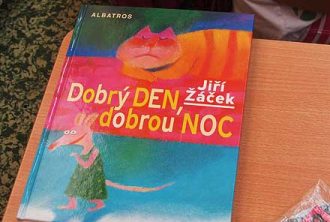 ALBATROS
Jiří
Žáček
Dobrý DEN,
a dobrou NOC